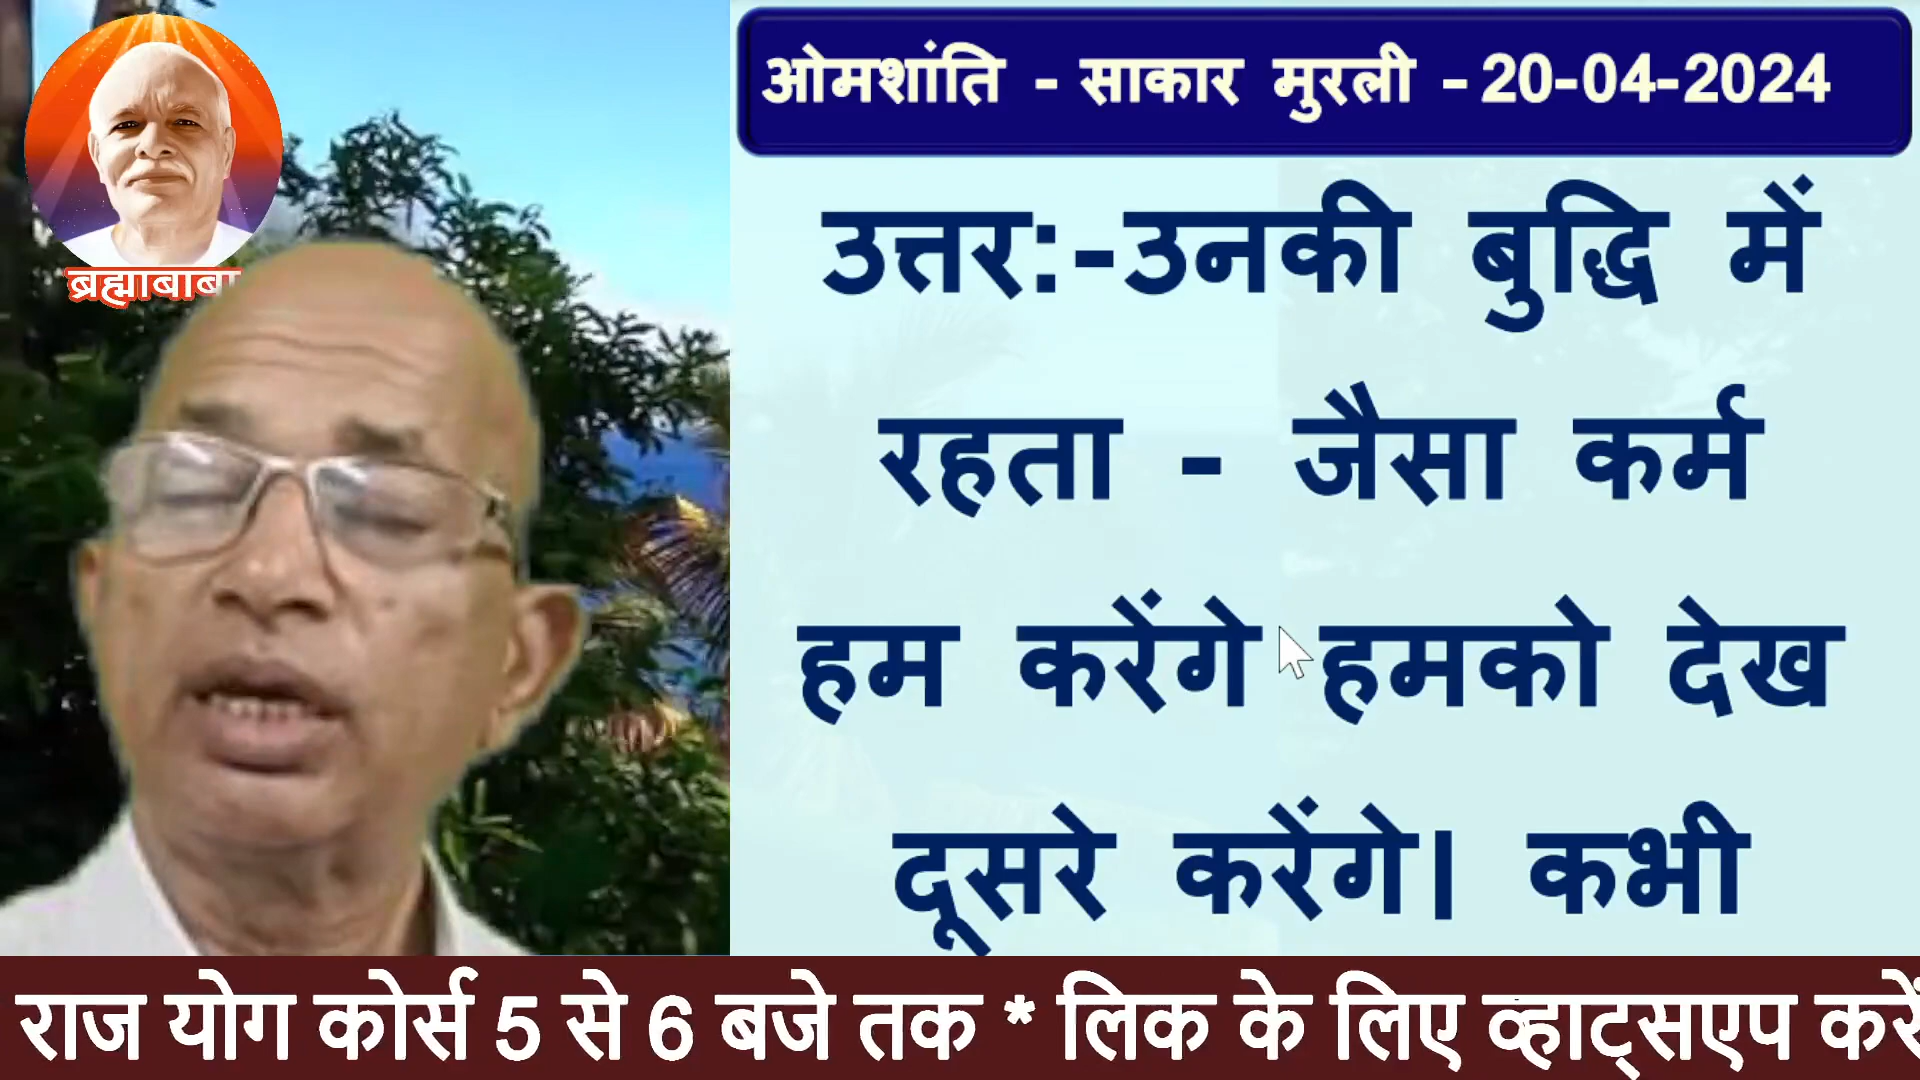 ओमशांति - साकार मुरली - 20-04-2024
ब्रह्माबाबा
उत्तर:-उनकी बुद्धि में
रहता - जैसा कर्म
हम करेंगे हमको देख
दूसरे करेंगे। कभी
राज योग कोर्स 5 से 6 बजे तक * लिंक के लिए व्हाट्सएप करें